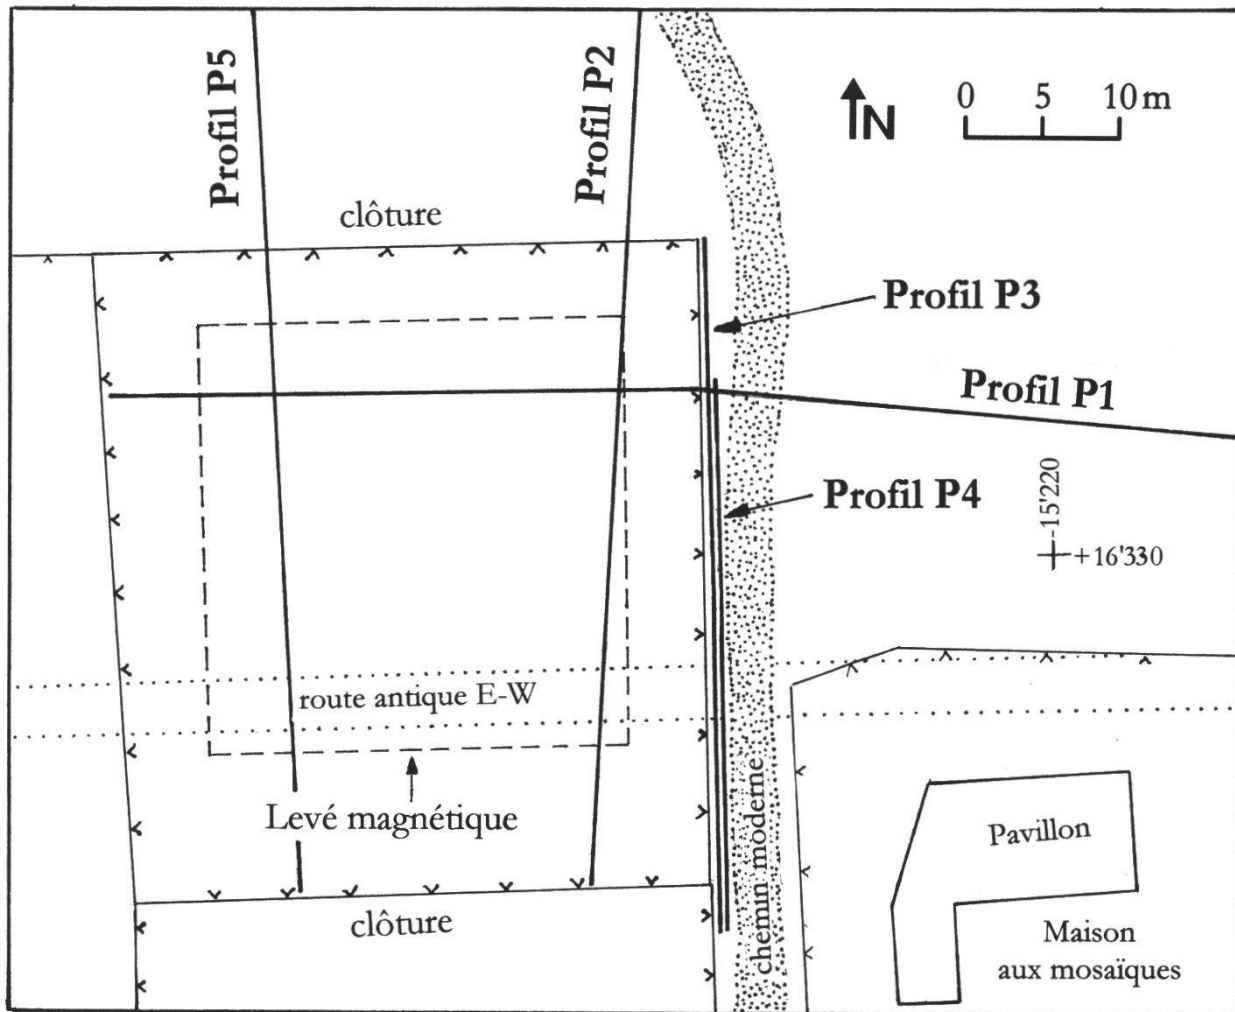 Profil P5
Profil P2
N
0 5 10 m
clôture
Profil P3
Profil P1
Profil P4
-15'220
+16'330
route antique E-W
Levé magnétique
chemin moderne
Pavillon
clôture
Maison
aux mosaïques